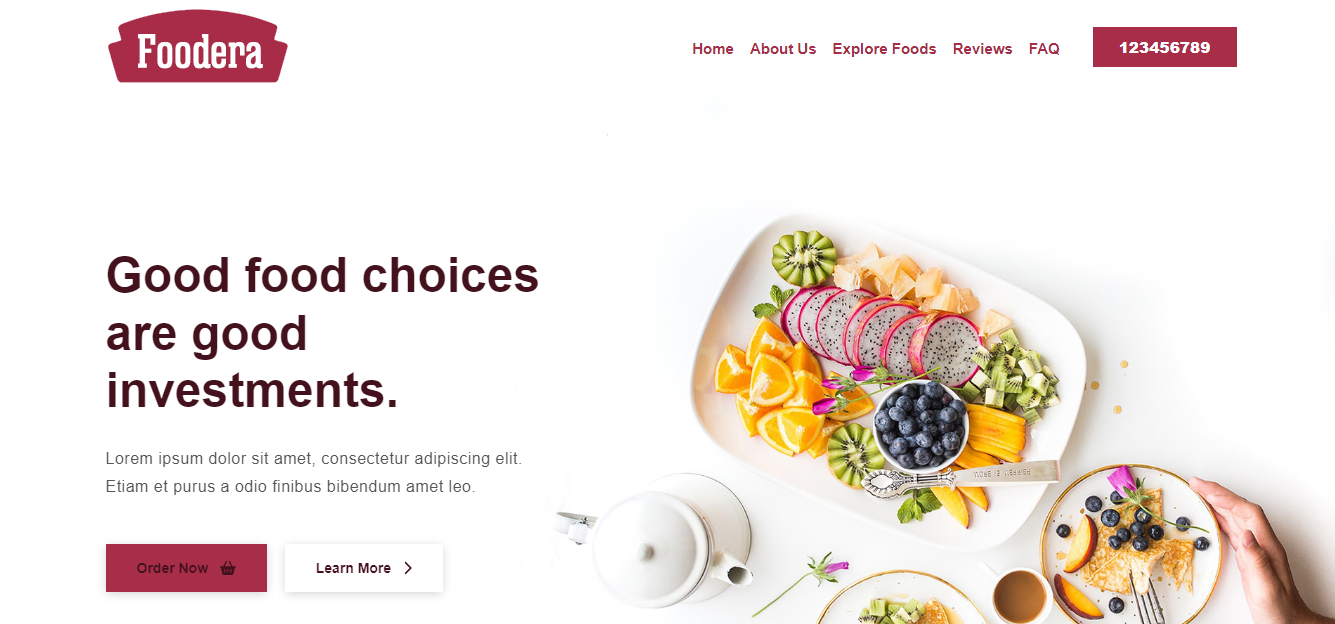 Foodera
Home About Us Explore Foods Reviews FAQ 123456789
Good food choices
are good
investments.
Lorem ipsum dolor sit amet, consectetur adipiscing elit.
Etiam et purus a odio finibus bibendum amet leo.
Order Now Learn More